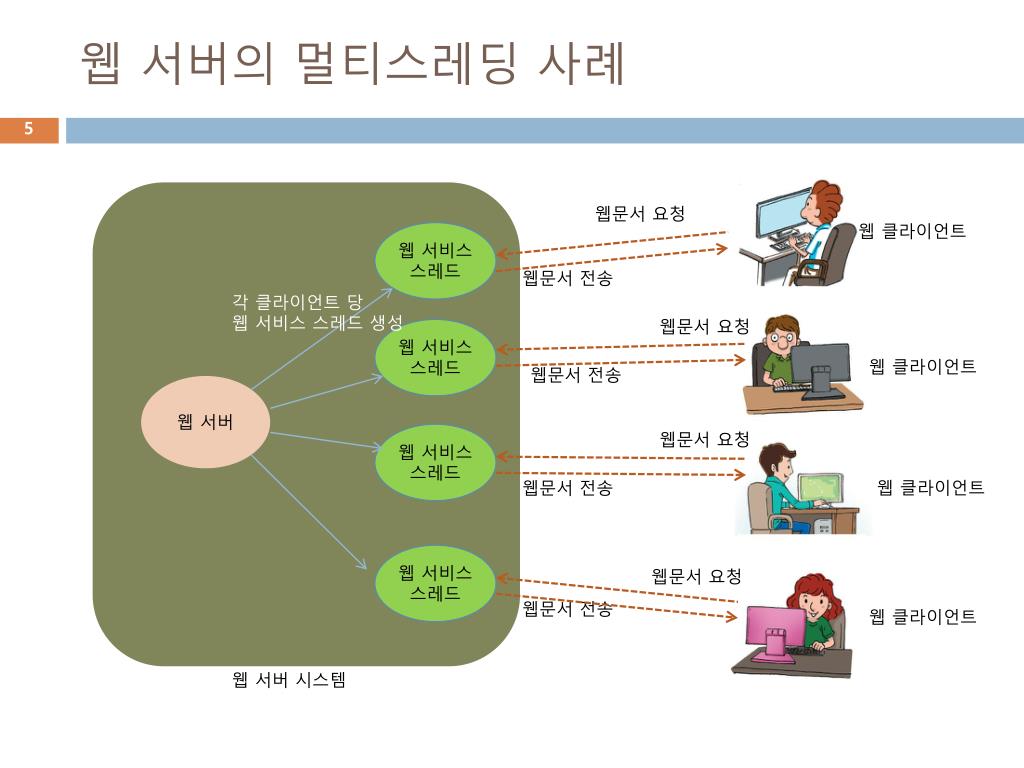 웹 서버의 멀티스레딩 사례
5
웹문서 요청
웹 클라이언트
웹 서비스
스레드
웹문서 전송
각 클라이언트 당
웹 서비스 스레드 생성
웹문서 요청
웹 서비스
스레드
웹 클라이언트
웹문서 전송
웹 서버
웹문서 요청
웹 서비스
스레드
웹문서 전송
웹 클라이언트
웹문서 요청
웹 서비스
스레드
웹문서 전송
웹 클라이언트
웹 서버 시스템